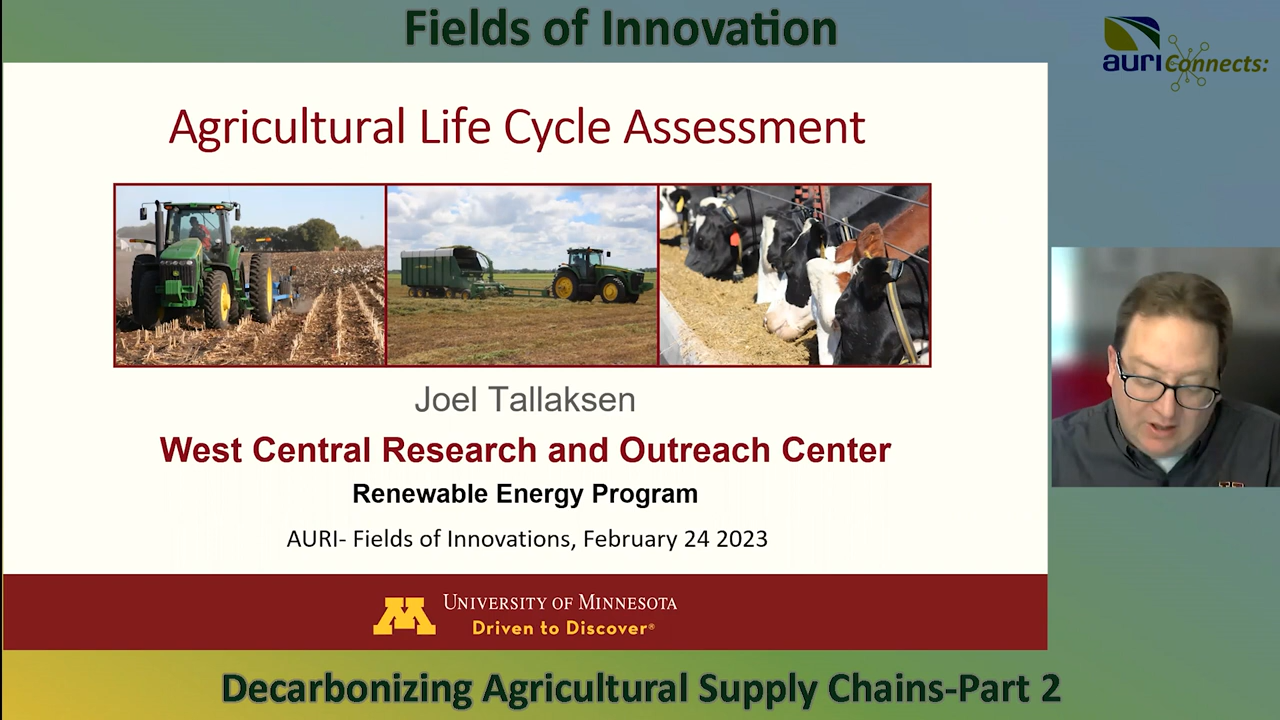 Fields of Innovation
auri Connects:
Agricultural Life Cycle Assessment
Joel Tallaksen
West Central Research and Outreach Center
Renewable Energy Program
AURI- Fields of Innovations, February 24 2023
UNIVERSITY OF MINNESOTA
Driven to Discover®
Decarbonizing Agricultural Supply Chains-Part 2